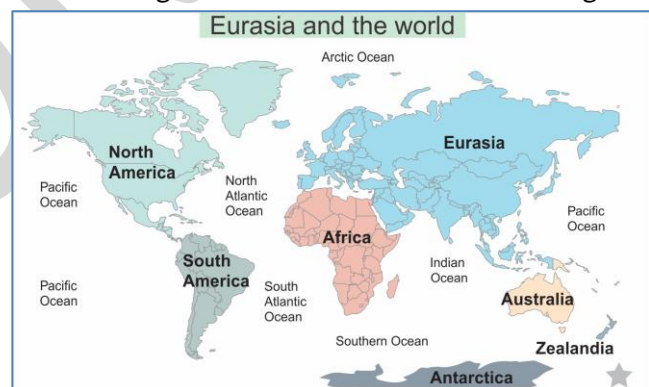 Eurasia and the world
Arctic Ocean
North
America
Eurasia
Pacific
Ocean
North
Atlantic
Ocean
Pacific
Ocean
Africa
South
America
Indian
Ocean
Pacific
Ocean
South
Atlantic
Ocean
Australia
Southern Ocean
Zealandia
Antarctica